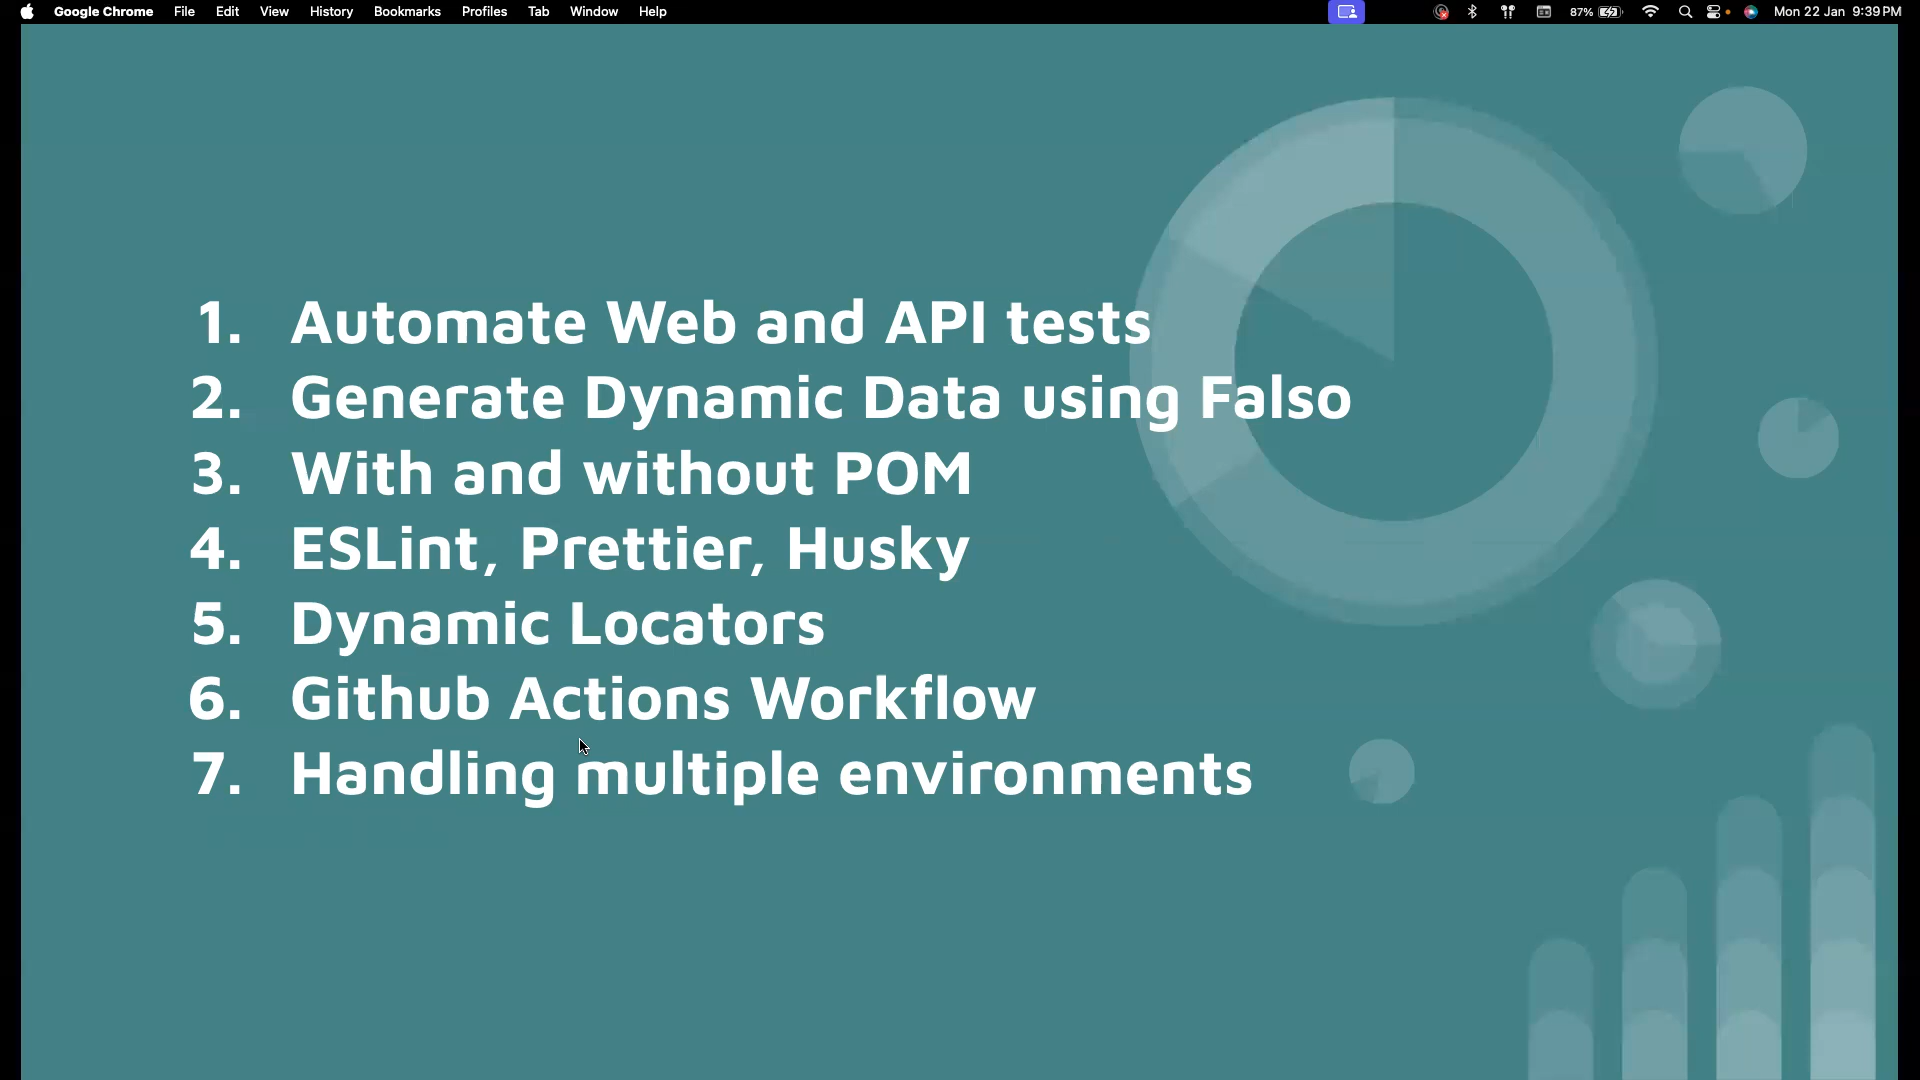 Google Chrome File Edit View History Bookmarks Profiles Tab Window Help 87% Mon 22 Jan 9:39 PM
1. Automate Web and API tests
2. Generate Dynamic Data using Falso
3. With and without POM
4. ESLint, Prettier, Husky
5. Dynamic Locators
6. Github Actions Workflow
7. Handling multiple environments